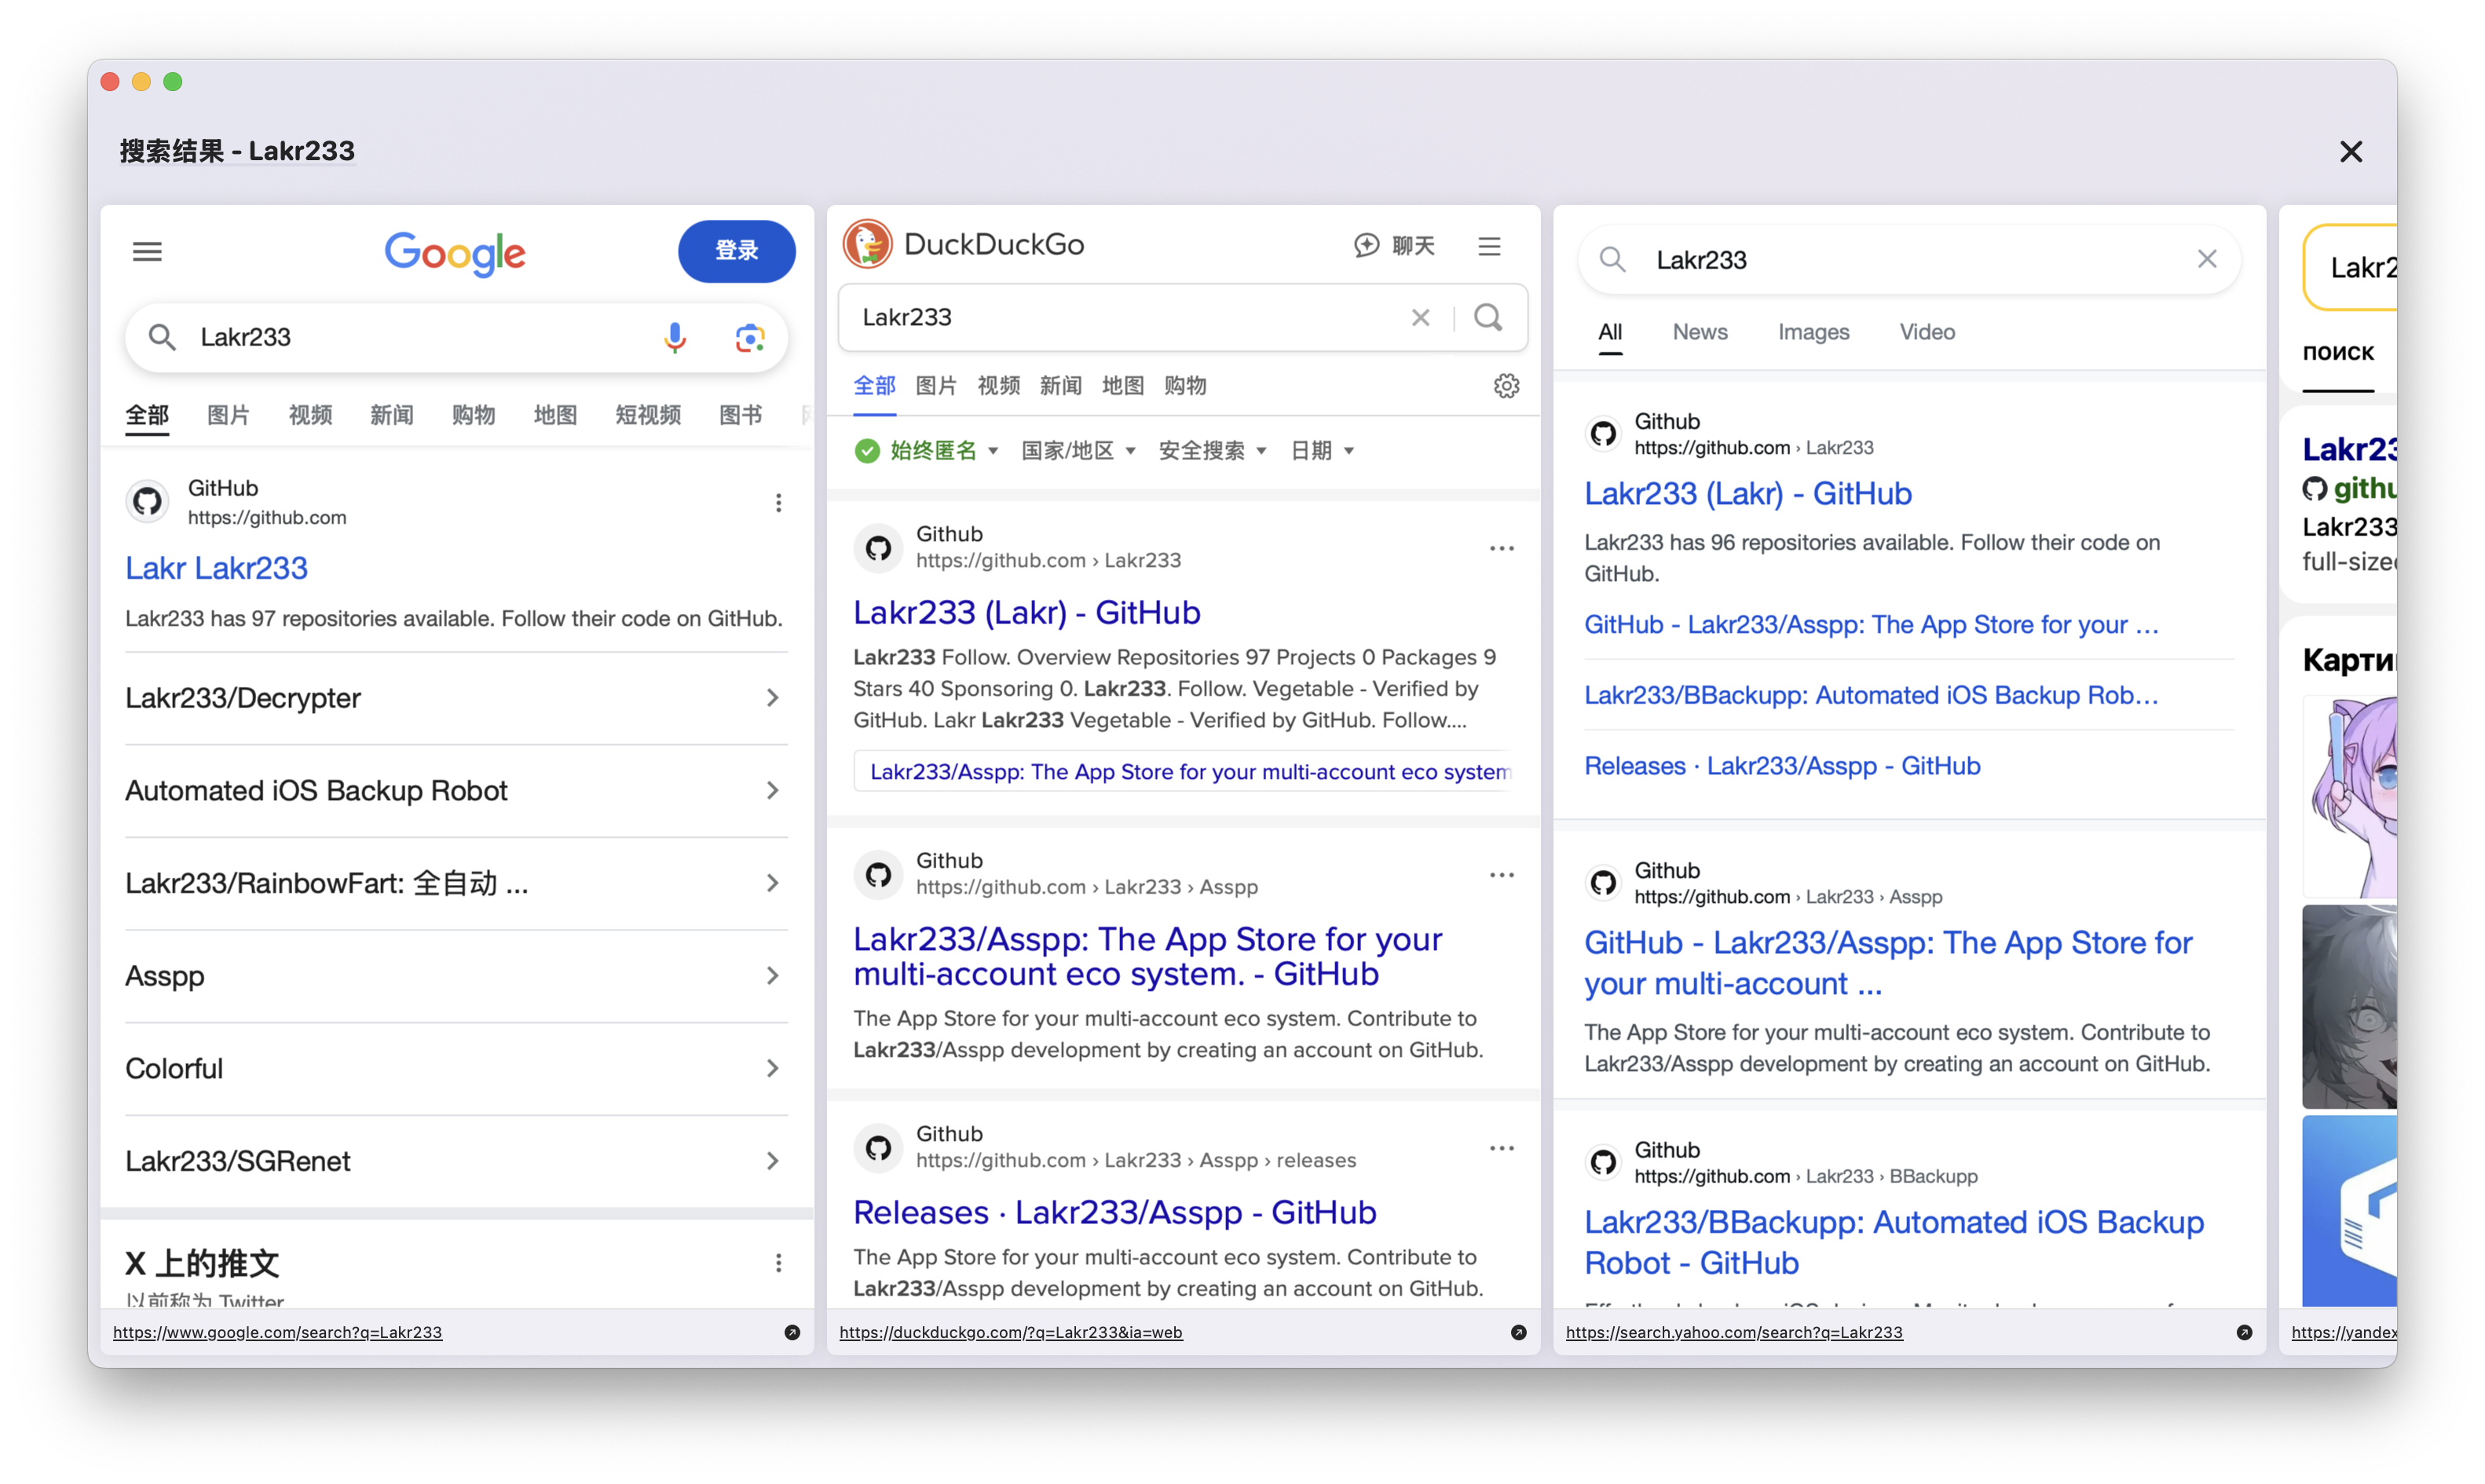 搜索结果 - Lakr233
Google
登录
Lakr233
全部 图片 视频 新闻 购物 地图 短视频 图书
GitHub
https://github.com
Lakr Lakr233
Lakr233 has 97 repositories available. Follow their code on GitHub.
Lakr233/Decrypter
Automated iOS Backup Robot
Lakr233/RainbowFart: 全自动 ...
Asspp
Colorful
Lakr233/SGRenet
X 上的推文
以前称为 Twitter
https://www.google.com/search?q=Lakr233
DuckDuckGo
聊天
Lakr233
全部 图片 视频 新闻 地图 购物
始终匿名 国家/地区 安全搜索 日期
Github
https://github.com › Lakr233
Lakr233 (Lakr) - GitHub
Lakr233 Follow. Overview Repositories 97 Projects 0 Packages 9
Stars 40 Sponsoring 0. Lakr233. Follow. Vegetable - Verified by
GitHub. Lakr Lakr233 Vegetable - Verified by GitHub. Follow....
Lakr233/Asspp: The App Store for your multi-account eco system
Github
https://github.com › Lakr233 › Asspp
Lakr233/Asspp: The App Store for your
multi-account eco system. - GitHub
The App Store for your multi-account eco system. Contribute to
Lakr233/Asspp development by creating an account on GitHub.
Github
https://github.com › Lakr233 › Asspp › releases
Releases · Lakr233/Asspp - GitHub
The App Store for your multi-account eco system. Contribute to
Lakr233/Asspp development by creating an account on GitHub.
https://duckduckgo.com/?q=Lakr233&ia=web
Lakr233
All News Images Video
Github
https://github.com › Lakr233
Lakr233 (Lakr) - GitHub
Lakr233 has 96 repositories available. Follow their code on
GitHub.
GitHub - Lakr233/Asspp: The App Store for your ...
Lakr233/BBackupp: Automated iOS Backup Rob...
Releases · Lakr233/Asspp - GitHub
Github
https://github.com › Lakr233 › Asspp
GitHub - Lakr233/Asspp: The App Store for
your multi-account ...
The App Store for your multi-account eco system. Contribute to
Lakr233/Asspp development by creating an account on GitHub.
Github
https://github.com › Lakr233 › BBackupp
Lakr233/BBackupp: Automated iOS Backup
Robot - GitHub
https://search.yahoo.com/search?q=Lakr233
Lakr2
поиск
Lakr23
githu
Lakr233
full-size
Карти
https://yandex